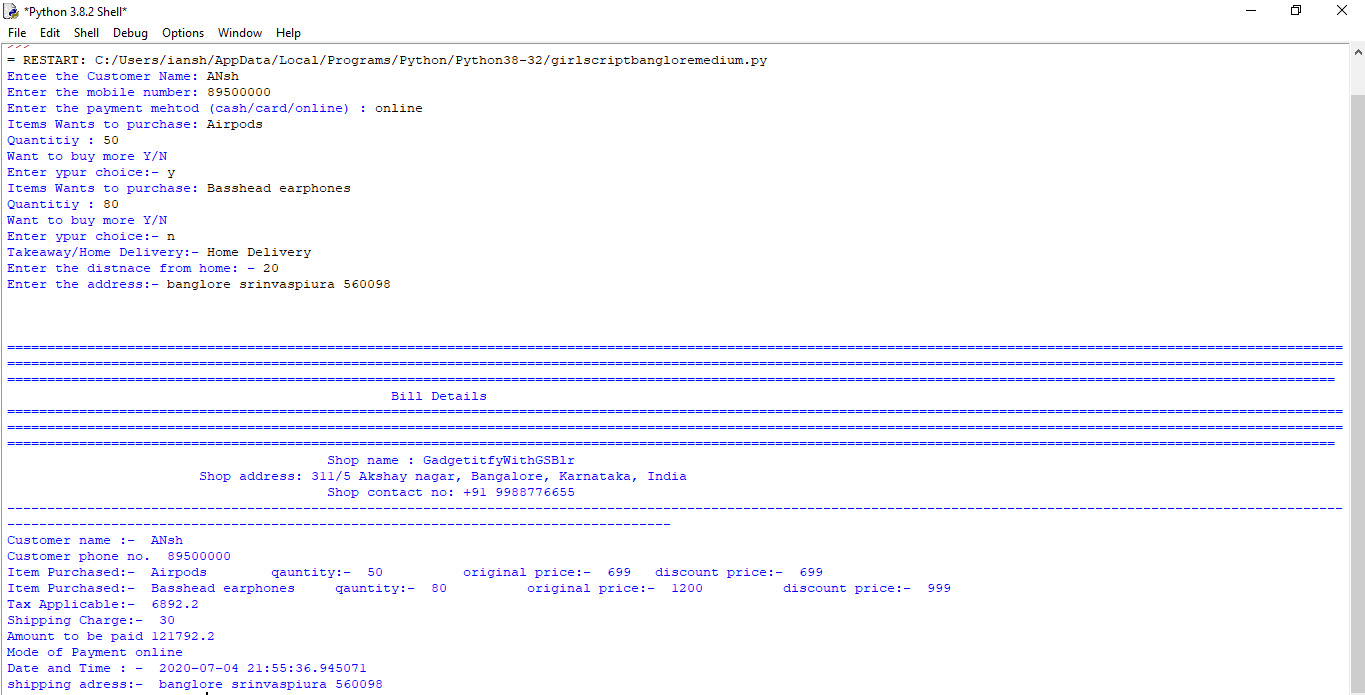 *Python 3.8.2 Shell*
File Edit Shell Debug Options Window Help
>>>
= RESTART: C:/Users/iansh/AppData/Local/Programs/Python/Python38-32/girlscriptbangloremedium.py
Entee the Customer Name: ANsh
Enter the mobile number: 89500000
Enter the payment mehtod (cash/card/online) : online
Items Wants to purchase: Airpods
Quantitiy : 50
Want to buy more Y/N
Enter ypur choice:- y
Items Wants to purchase: Basshead earphones
Quantitiy : 80
Want to buy more Y/N
Enter ypur choice:- n
Takeaway/Home Delivery:- Home Delivery
Enter the distnace from home: - 20
Enter the address:- banglore srinvaspiura 560098
Bill Details
Shop name : GadgetitfyWithGSBlr
Shop address: 311/5 Akshay nagar, Bangalore, Karnataka, India
Shop contact no: +91 9988776655
Customer name :- ANsh
Customer phone no. 89500000
Item Purchased:- Airpods qauntity:- 50 original price:- 699 discount price:- 699
Item Purchased:- Basshead earphones qauntity:- 80 original price:- 1200 discount price:- 999
Tax Applicable:- 6892.2
Shipping Charge:- 30
Amount to be paid 121792.2
Mode of Payment online
Date and Time : - 2020-07-04 21:55:36.945071
shipping adress:- banglore srinvaspiura 560098